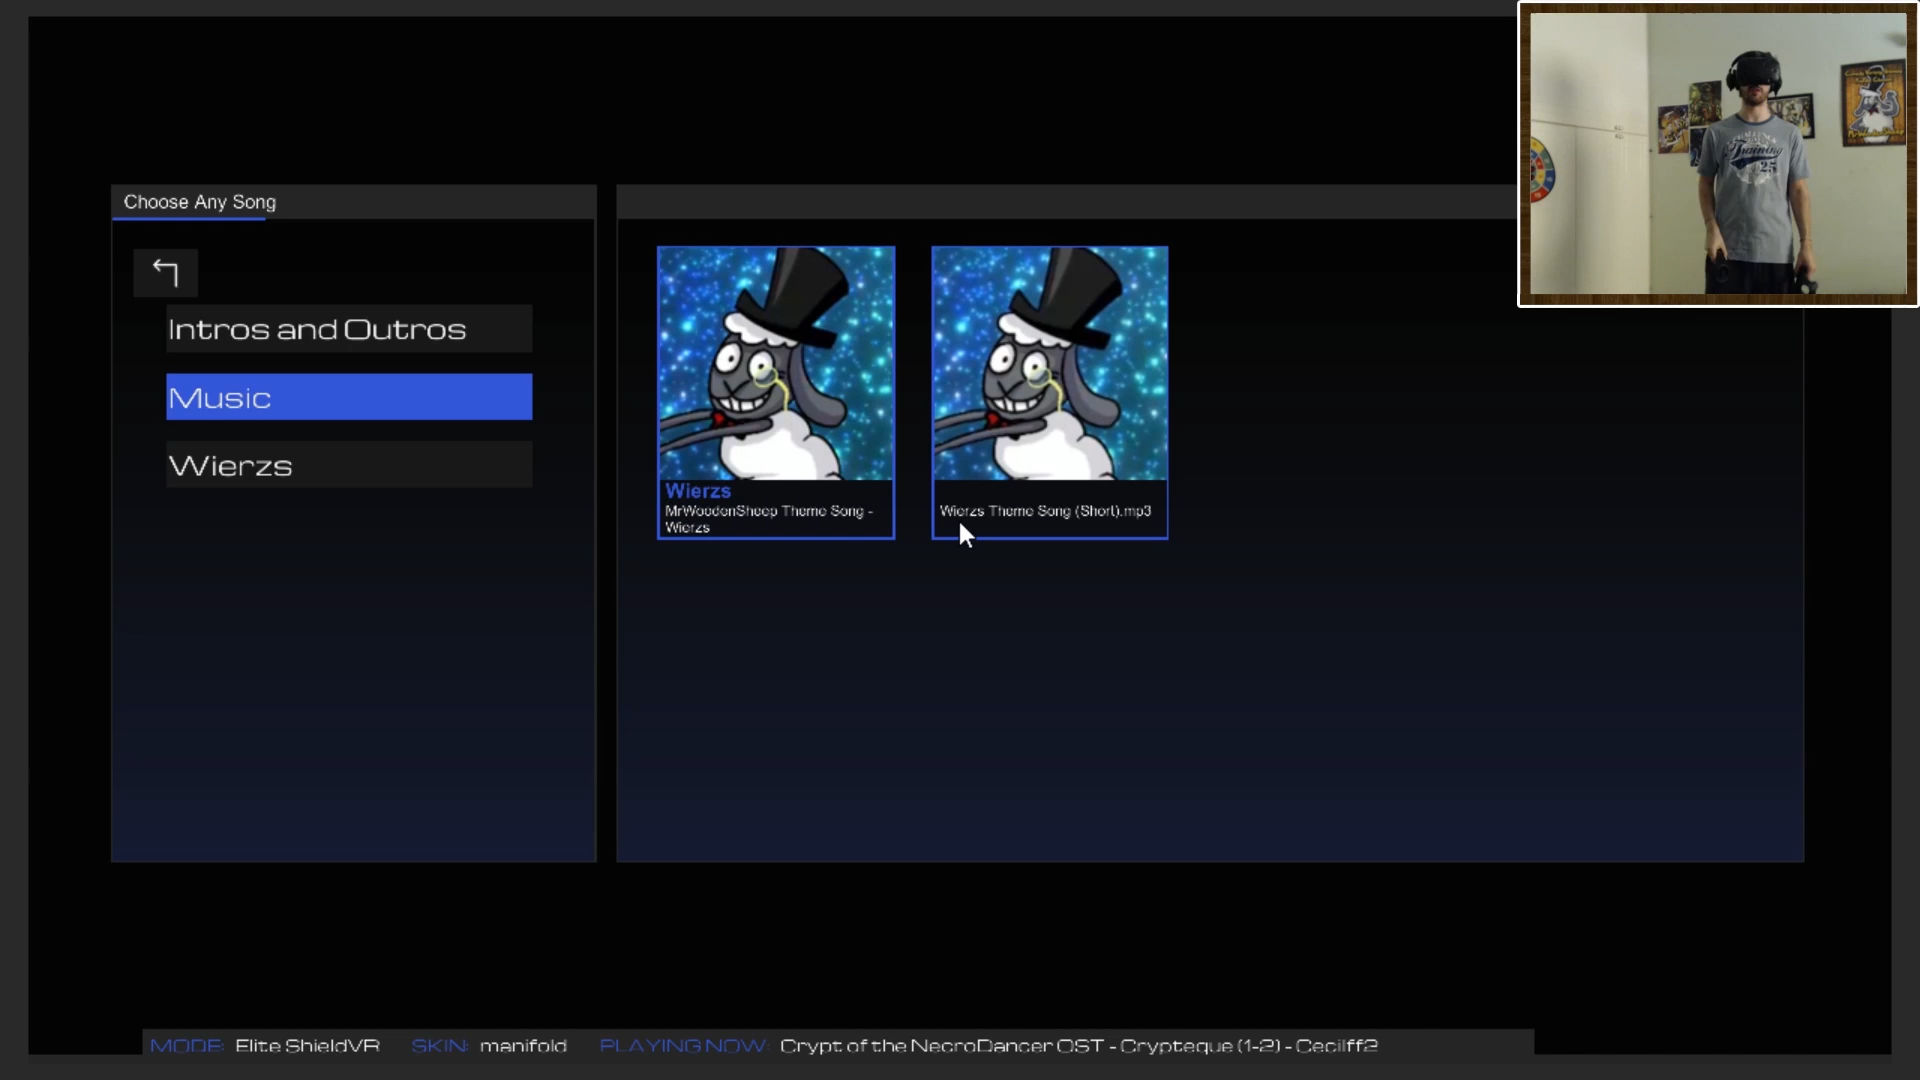 Choose Any Song
Intros and Outros
Music
Wierzs
Wierzs
MrWoodenSheep Theme Song -
Wierzs
Wierzs Theme Song (Short).mp3
Training
MODE: Elite ShieldVR SKIN: manifold PLAYING NOW: Crypt of the NecroDancer OST - Crypteque (1-2) - Cecilff2